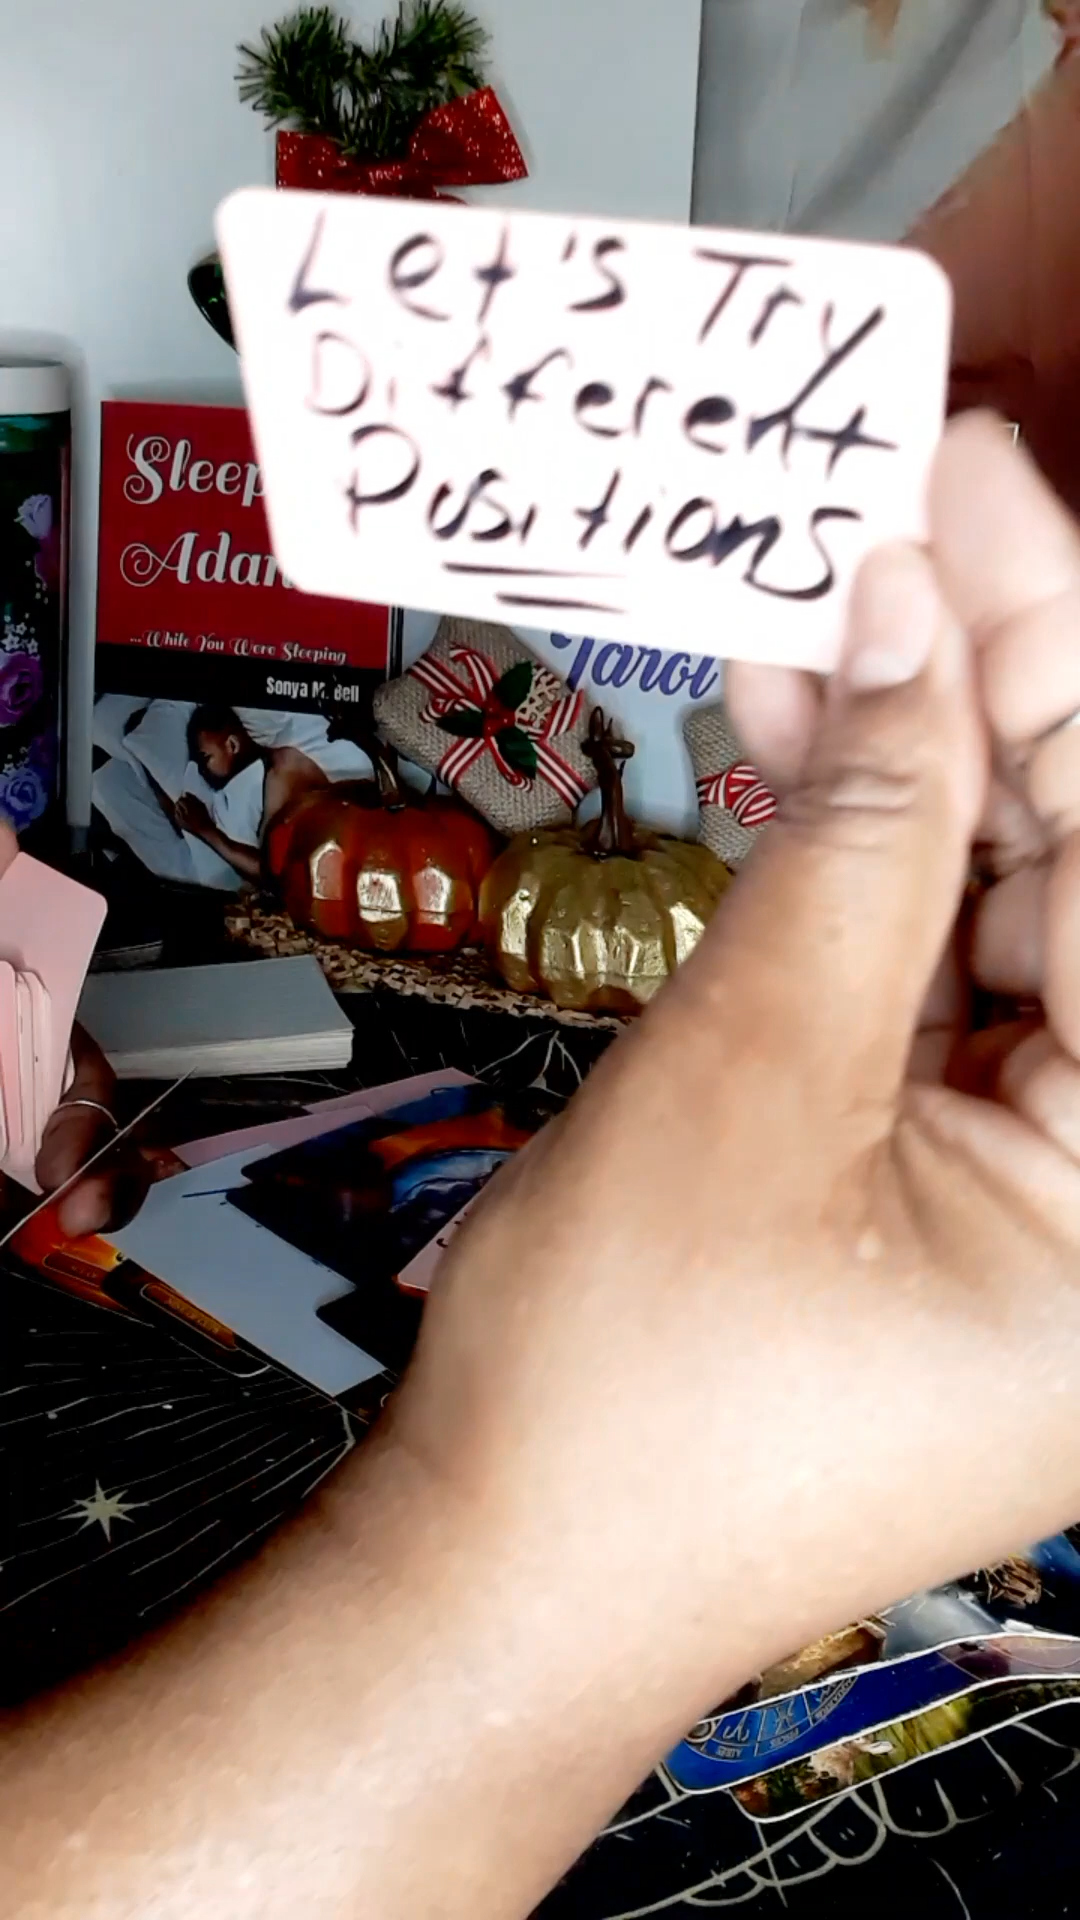 Let's Try
Different
Positions
Sleep
Adam
...While You Were Sleeping
Sonya M. Bell
Tarot